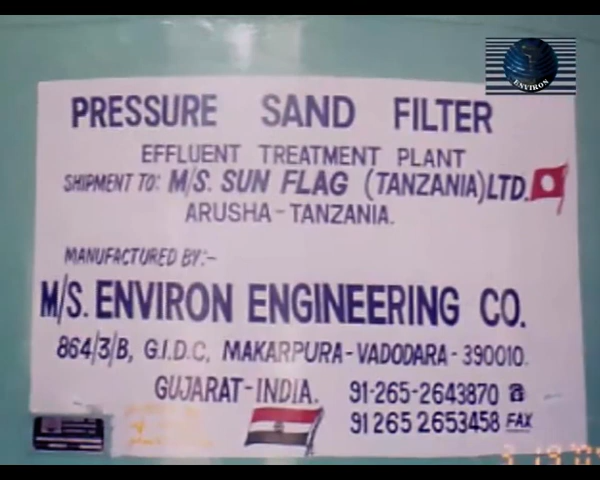 ENVIRON
PRESSURE SAND FILTER
EFFLUENT TREATMENT PLANT
SHIPMENT TO: M/S. SUN FLAG (TANZANIA) LTD.
ARUSHA - TANZANIA.
MANUFACTURED BY:-
M/S. ENVIRON ENGINEERING CO.
864/3/B, G.I.D.C, MAKARPURA - VADODARA - 390010.
GUJARAT - INDIA. 91-265-2643870 ☎
91 265 2653458 FAX